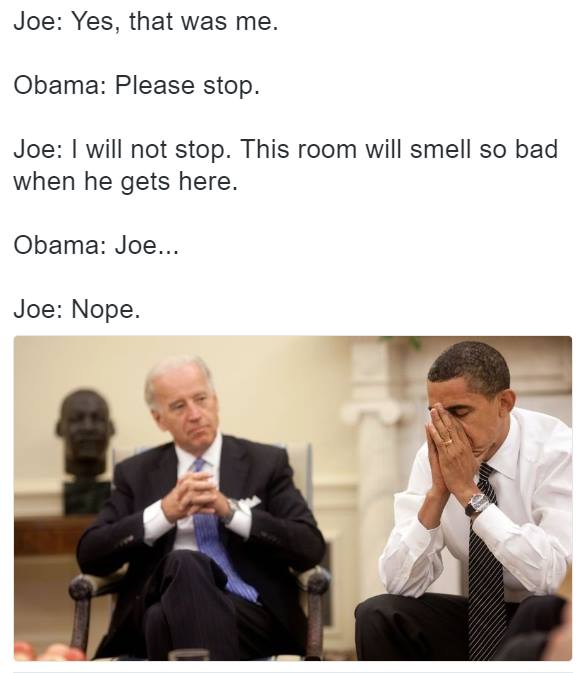 Joe: Yes, that was me.
Obama: Please stop.
Joe: I will not stop. This room will smell so bad
when he gets here.
Obama: Joe...
Joe: Nope.